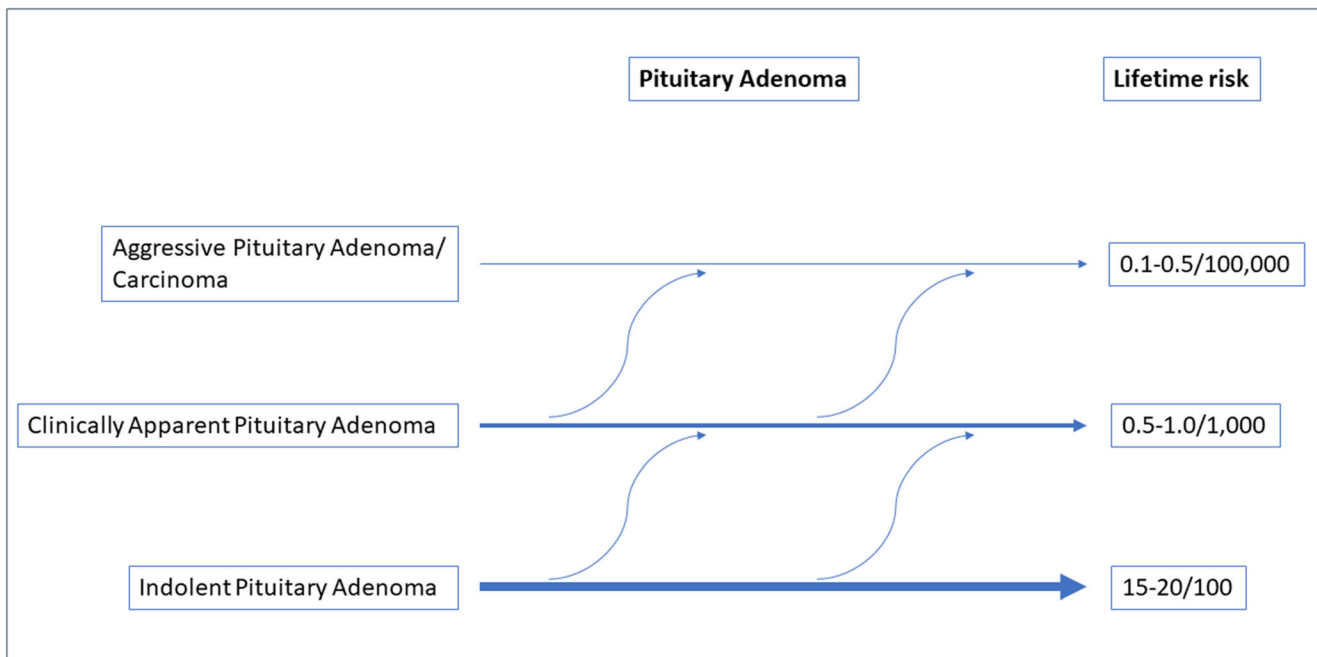 Pituitary Adenoma
Lifetime risk
Aggressive Pituitary Adenoma/
Carcinoma
0.1-0.5/100,000
Clinically Apparent Pituitary Adenoma
0.5-1.0/1,000
Indolent Pituitary Adenoma
15-20/100